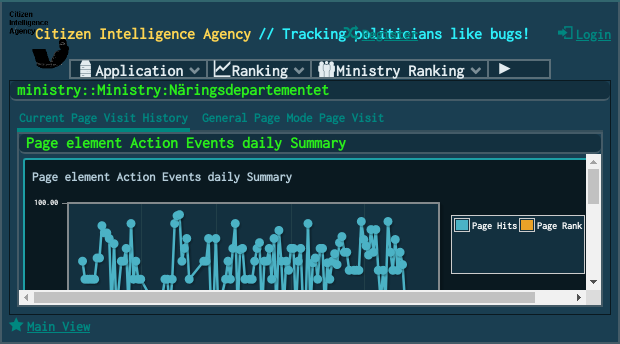 Citizen
Intelligence
Agency
Citizen Intelligence Agency // Tracking politicians like bugs!
Register
Login
Application
Ranking
Ministry Ranking
ministry::Ministry:Näringsdepartementet
Current Page Visit History
General Page Mode Page Visit
Page element Action Events daily Summary
Page element Action Events daily Summary
100.00
Page Hits
Page Rank
Main View